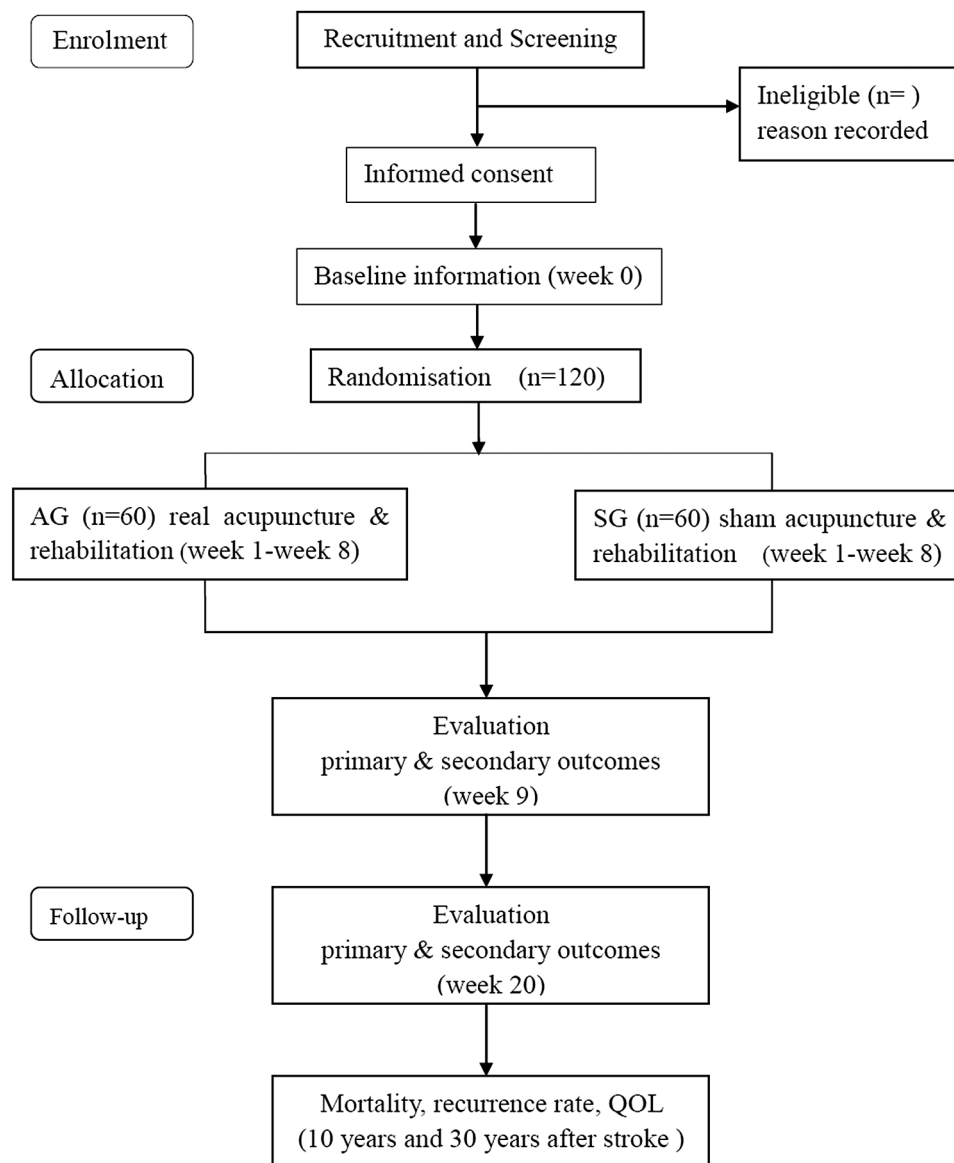 Enrolment
Recruitment and Screening
Ineligible (n= )
reason recorded
Informed consent
Baseline information (week 0)
Allocation
Randomisation (n=120)
AG (n=60) real acupuncture &
rehabilitation (week 1-week 8)
SG (n=60) sham acupuncture &
rehabilitation (week 1-week 8)
Evaluation
primary & secondary outcomes
(week 9)
Follow-up
Evaluation
primary & secondary outcomes
(week 20)
Mortality, recurrence rate, QOL
(10 years and 30 years after stroke )